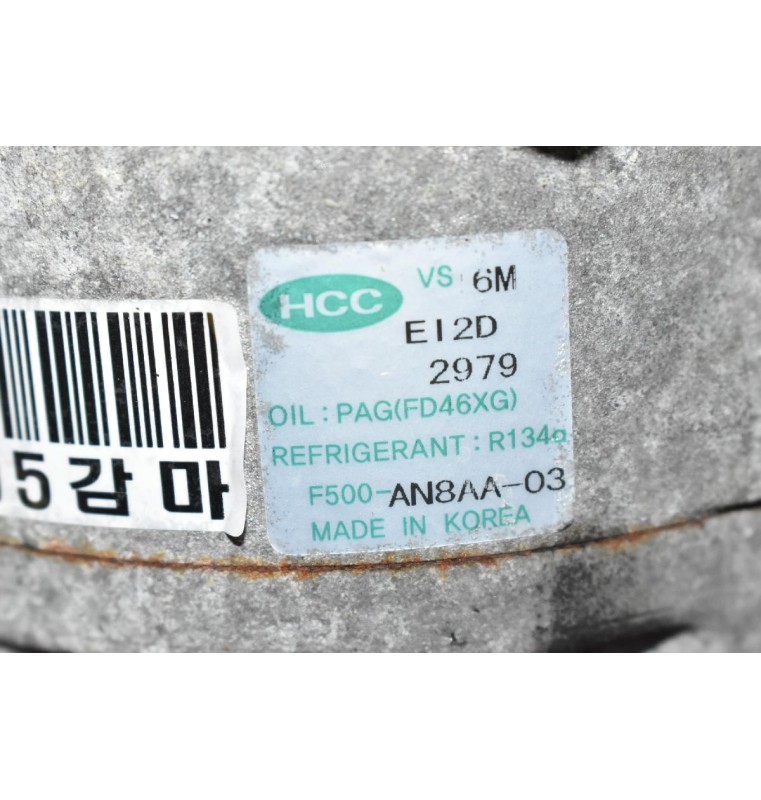 HCC VS 6M
E12D
2979
OIL : PAG(FD46XG)
REFRIGERANT : R134a
F500-AN8AA-03
MADE IN KOREA
5감마